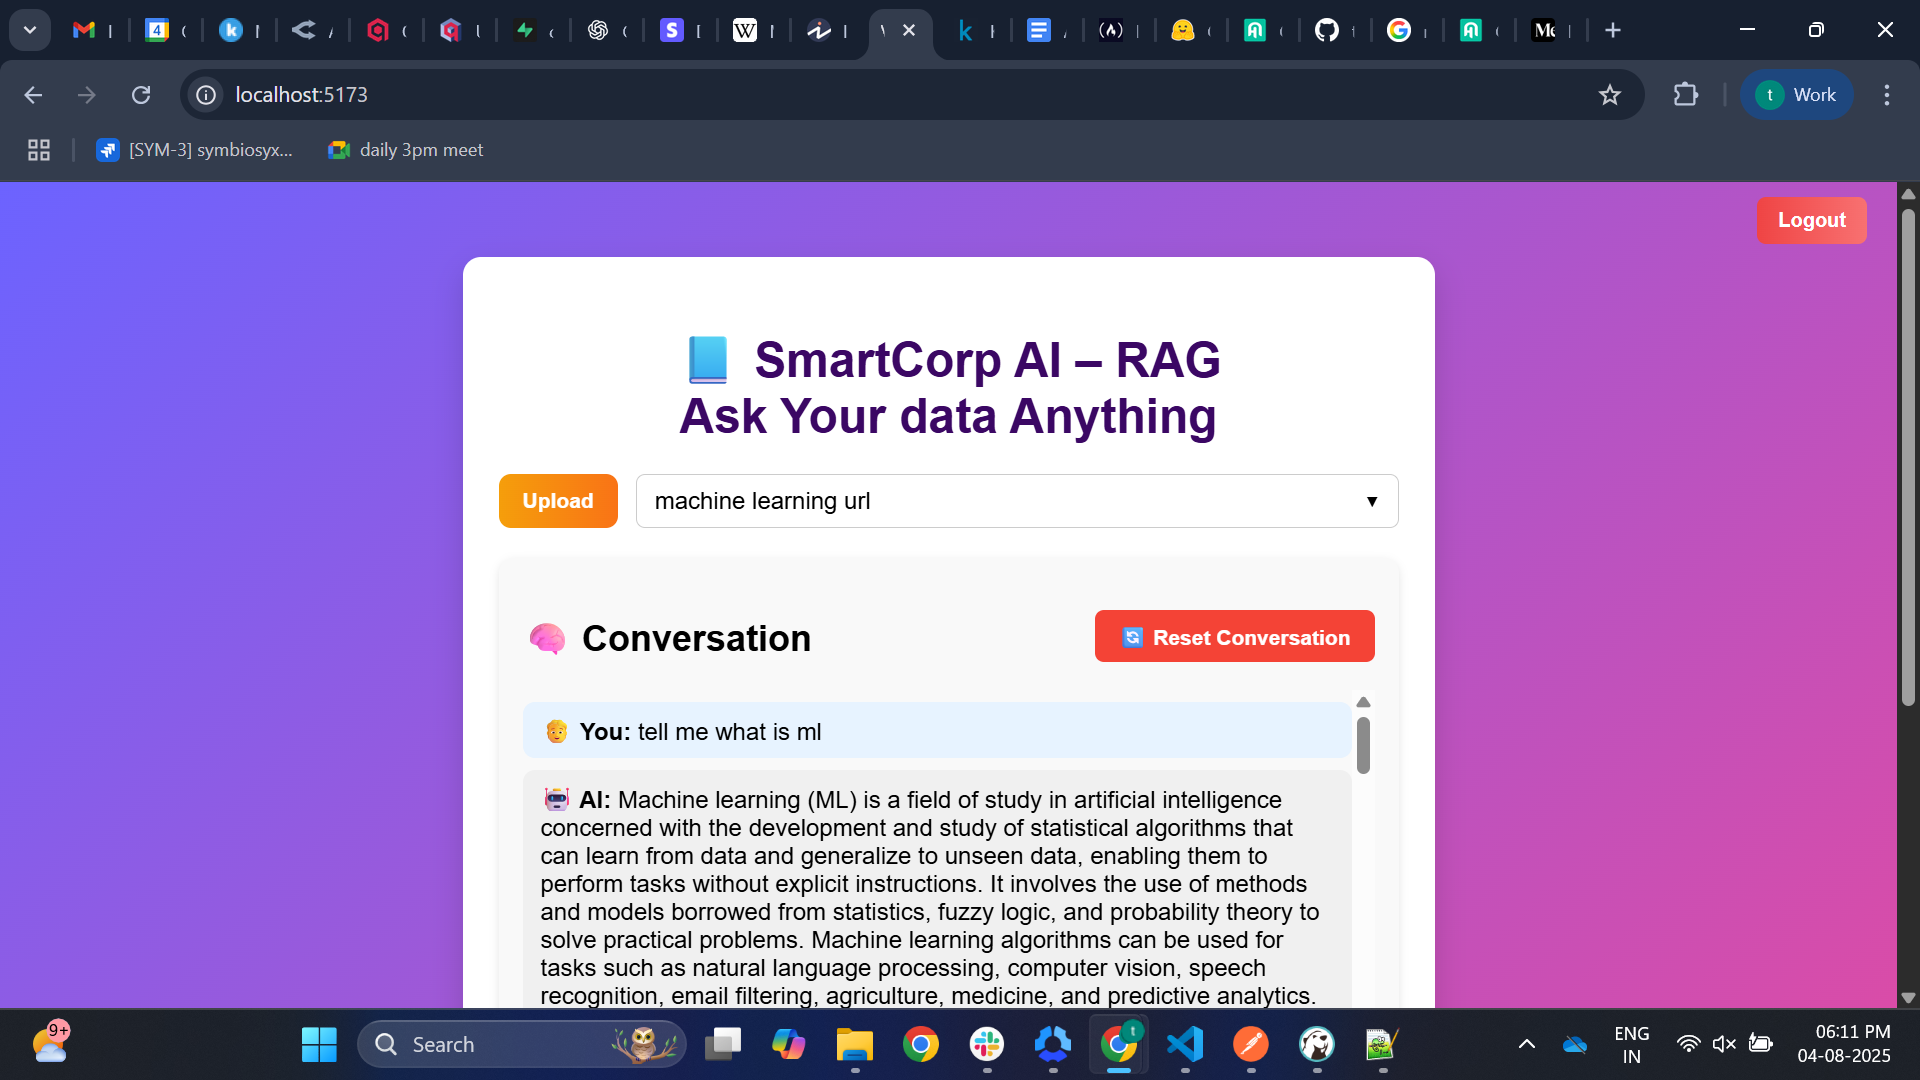 localhost:5173
Work
[SYM-3] symbiosyx...
daily 3pm meet
Logout
📘 SmartCorp AI – RAG
Ask Your data Anything
Upload
machine learning url
🧠 Conversation
🔄 Reset Conversation
🧑 You: tell me what is ml
🤖 AI: Machine learning (ML) is a field of study in artificial intelligence
concerned with the development and study of statistical algorithms that
can learn from data and generalize to unseen data, enabling them to
perform tasks without explicit instructions. It involves the use of methods
and models borrowed from statistics, fuzzy logic, and probability theory to
solve practical problems. Machine learning algorithms can be used for
tasks such as natural language processing, computer vision, speech
recognition, email filtering, agriculture, medicine, and predictive analytics.
9+
Search
ENG
IN
06:11 PM
04-08-2025